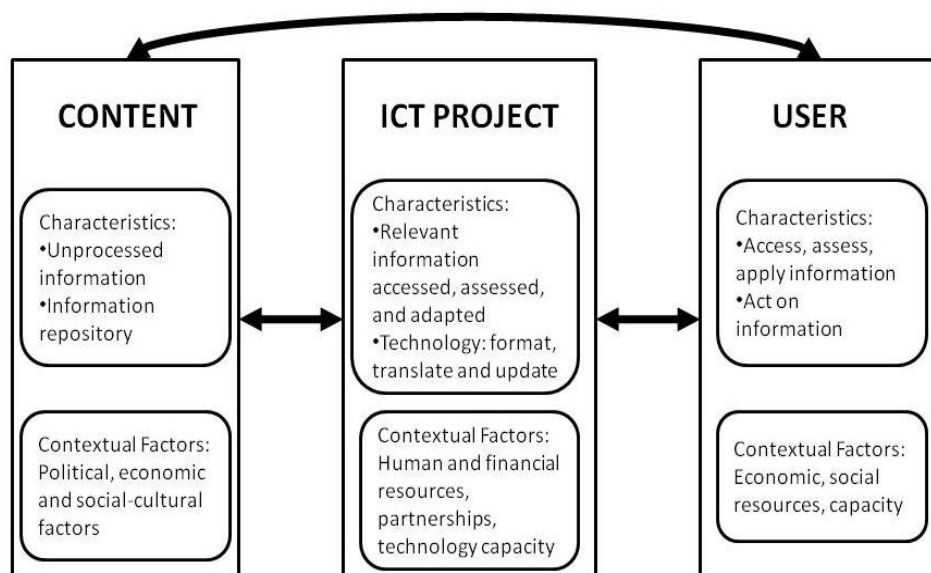 CONTENT
Characteristics:
•Unprocessed
information
•Information
repository
Contextual Factors:
Political, economic
and social-cultural
factors
ICT PROJECT
Characteristics:
•Relevant
information
accessed, assessed,
and adapted
•Technology: format,
translate and update
Contextual Factors:
Human and financial
resources,
partnerships,
technology capacity
USER
Characteristics:
•Access, assess,
apply information
•Act on
information
Contextual Factors:
Economic, social
resources, capacity